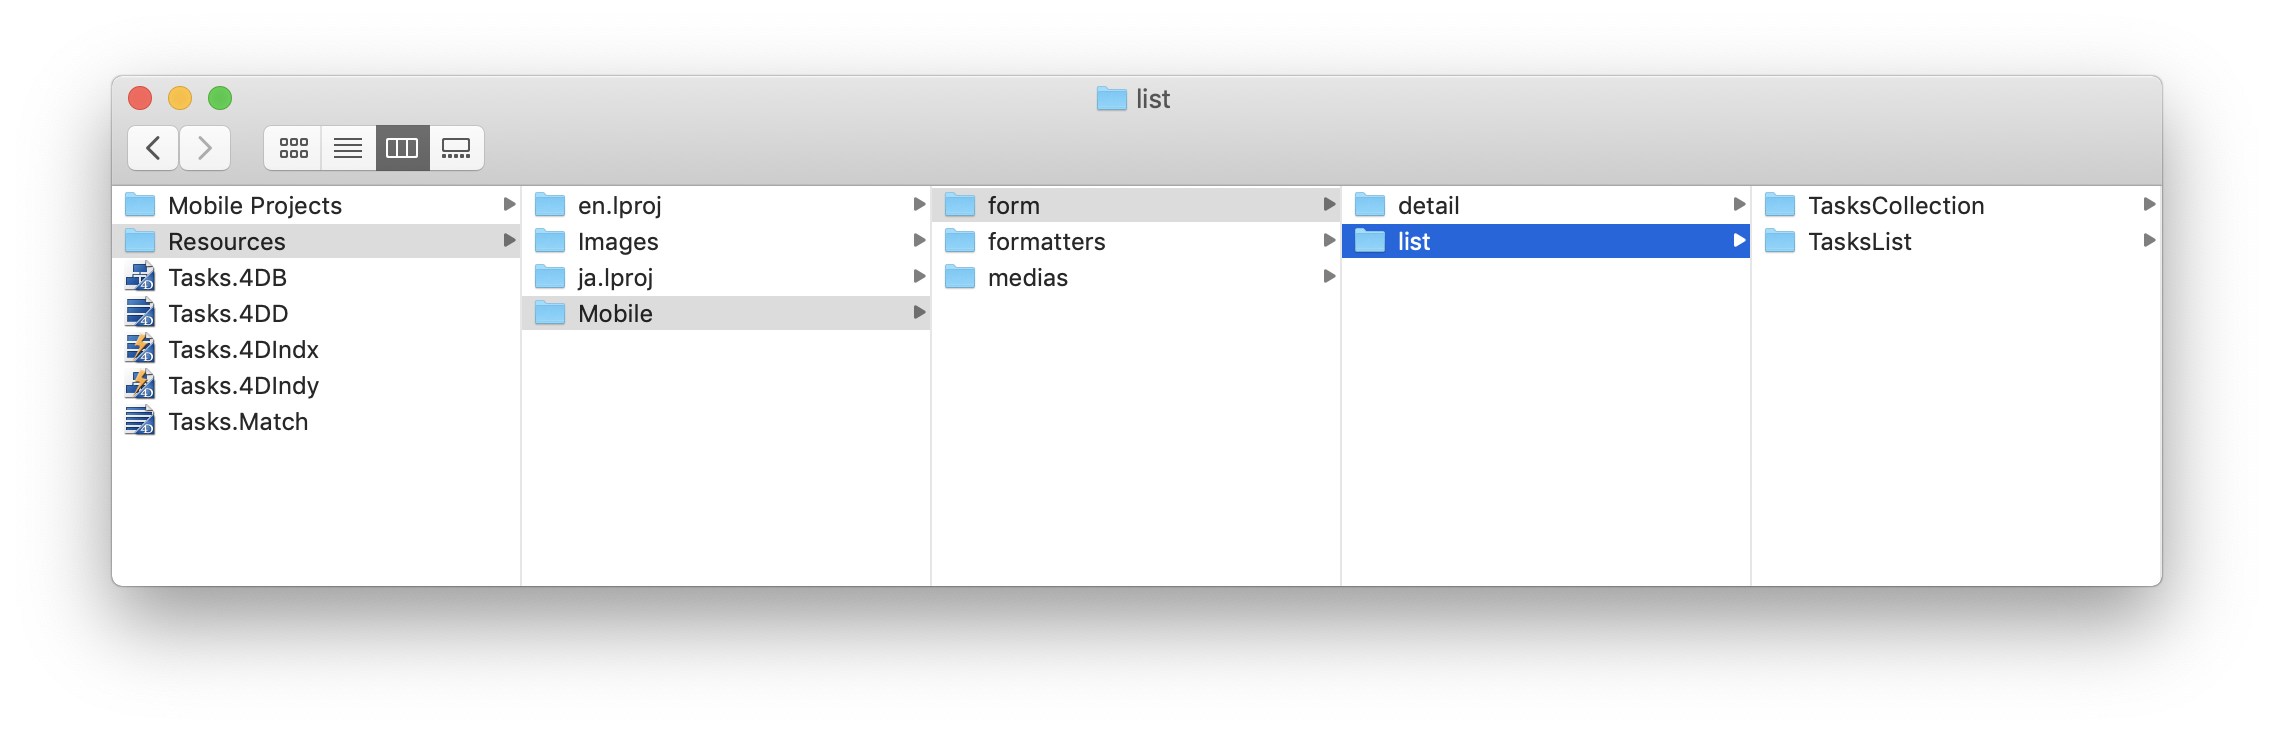 list
Mobile Projects
Resources
Tasks.4DB
Tasks.4DD
Tasks.4DIndx
Tasks.4DIndy
Tasks.Match
en.lproj
Images
ja.lproj
Mobile
form
formatters
medias
detail
list
TasksCollection
TasksList